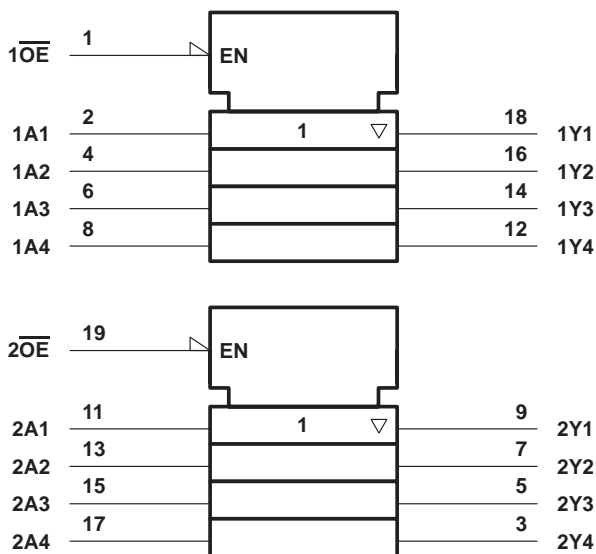 1O̅E̅ 1 EN
1A1 2 1 ▽ 18 1Y1
1A2 4 16 1Y2
1A3 6 14 1Y3
1A4 8 12 1Y4
2O̅E̅ 19 EN
2A1 11 1 ▽ 9 2Y1
2A2 13 7 2Y2
2A3 15 5 2Y3
2A4 17 3 2Y4